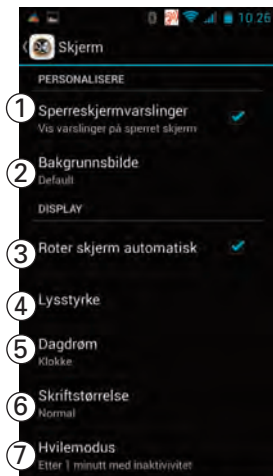 10.26
Skjerm
PERSONALISERE
1 Sperreskjermvarslinger
Vis varslinger på sperret skjerm
2 Bakgrunnsbilde
Default
DISPLAY
3 Roter skjerm automatisk
4 Lysstyrke
5 Dagdrøm
Klokke
6 Skriftstørrelse
Normal
7 Hvilemodus
Etter 1 minutt med inaktivivitet